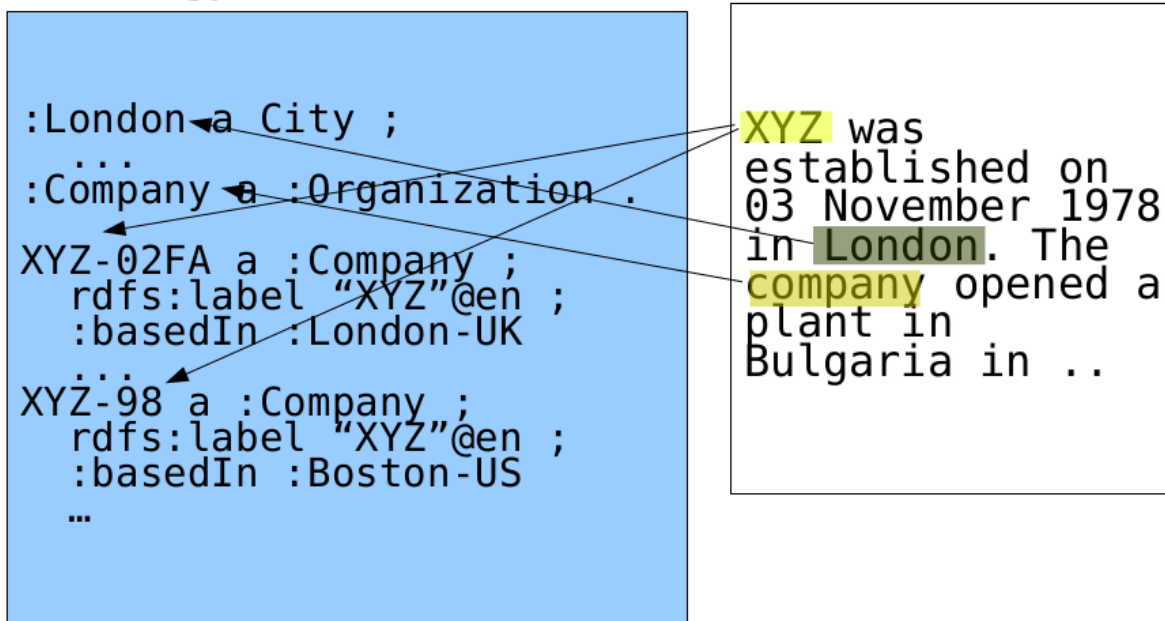 :London a City ;
...
:Company a :Organization .
XYZ-02FA a :Company ;
rdfs:label “XYZ”@en ;
:basedIn :London-UK
...
XYZ-98 a :Company ;
rdfs:label “XYZ”@en ;
:basedIn :Boston-US
…
XYZ was
established on
03 November 1978
in London. The
company opened a
plant in
Bulgaria in ..